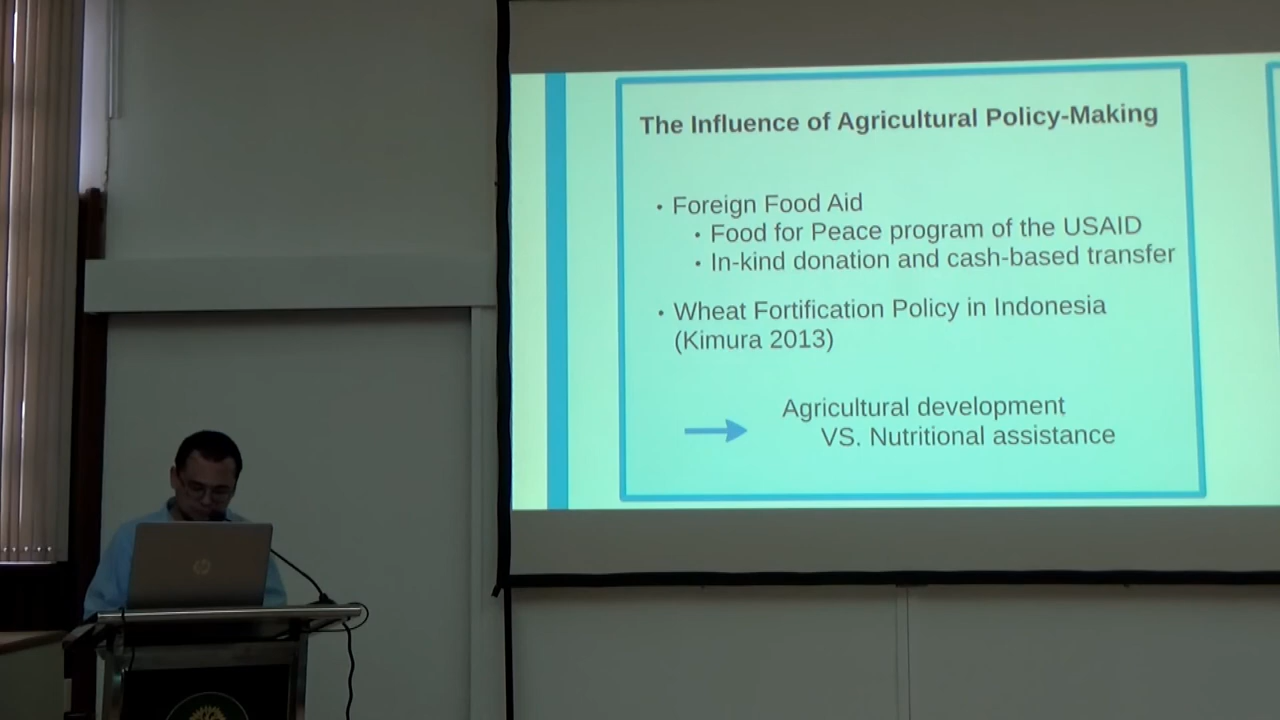 The Influence of Agricultural Policy-Making
• Foreign Food Aid
• Food for Peace program of the USAID
• In-kind donation and cash-based transfer
• Wheat Fortification Policy in Indonesia
(Kimura 2013)
Agricultural development
VS. Nutritional assistance
hp